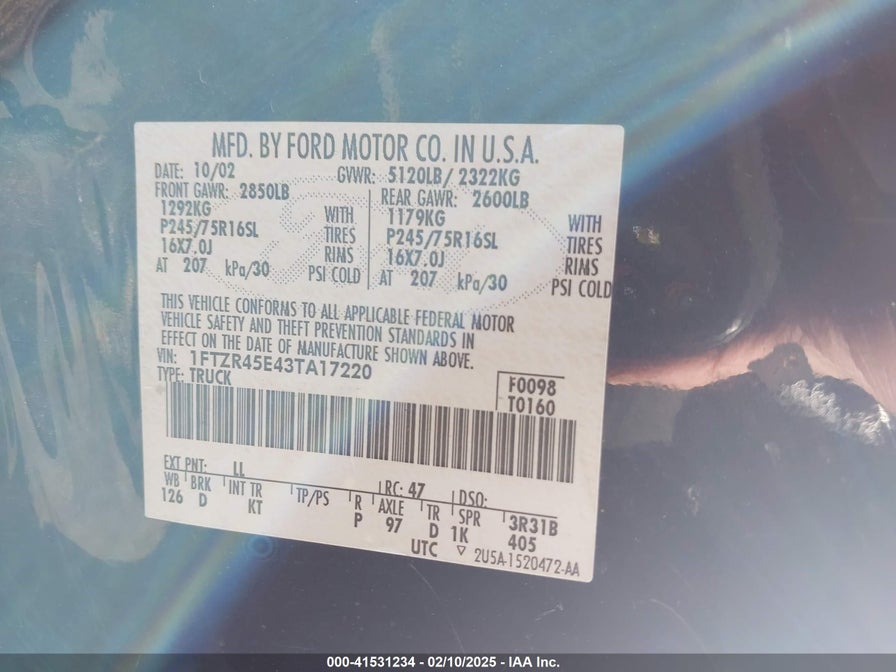 MFD. BY FORD MOTOR CO. IN U.S.A.
DATE: 10/02 GVWR: 5120LB/ 2322KG
FRONT GAWR: 2850LB REAR GAWR: 2600LB
1292KG WITH 1179KG WITH
P245/75R16SL TIRES P245/75R16SL TIRES
16X7.0J RIMS 16X7.0J RIMS
AT 207 kPa/30 PSI COLD AT 207 kPa/30 PSI COLD
THIS VEHICLE CONFORMS TO ALL APPLICABLE FEDERAL MOTOR
VEHICLE SAFETY AND THEFT PREVENTION STANDARDS IN
EFFECT ON THE DATE OF MANUFACTURE SHOWN ABOVE.
VIN: 1FTZR45E43TA17220
TYPE: TRUCK F0098
T0160
EXT PNT: LL RC: 47 DSO:
WB BRK INT TR TP/PS R AXLE TR SPR 3R31B
126 D KT P 97 D 1K 405
UTC ▽ 2U5A-1520472-AA
000-41531234 - 02/10/2025 - IAA Inc.